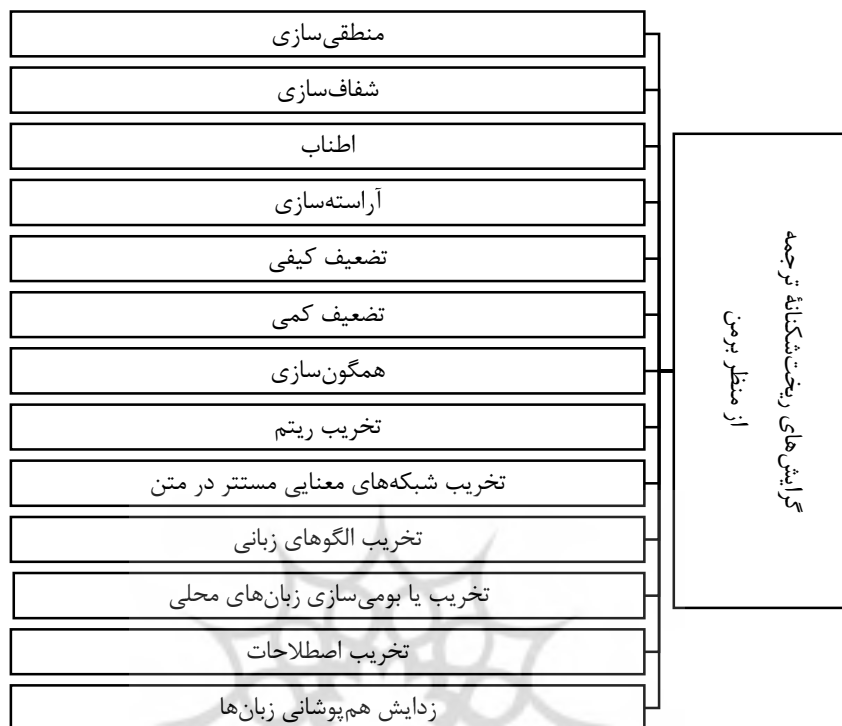 گرایش‌های ریخت‌شکنانهٔ ترجمه
از منظر برمن
منطقی‌سازی
شفاف‌سازی
اطناب
آراسته‌سازی
تضعیف کیفی
تضعیف کمی
همگون‌سازی
تخریب ریتم
تخریب شبکه‌های معنایی مستتر در متن
تخریب الگوهای زبانی
تخریب یا بومی‌سازی زبان‌های محلی
تخریب اصطلاحات
زدایش هم‌پوشانی زبان‌ها